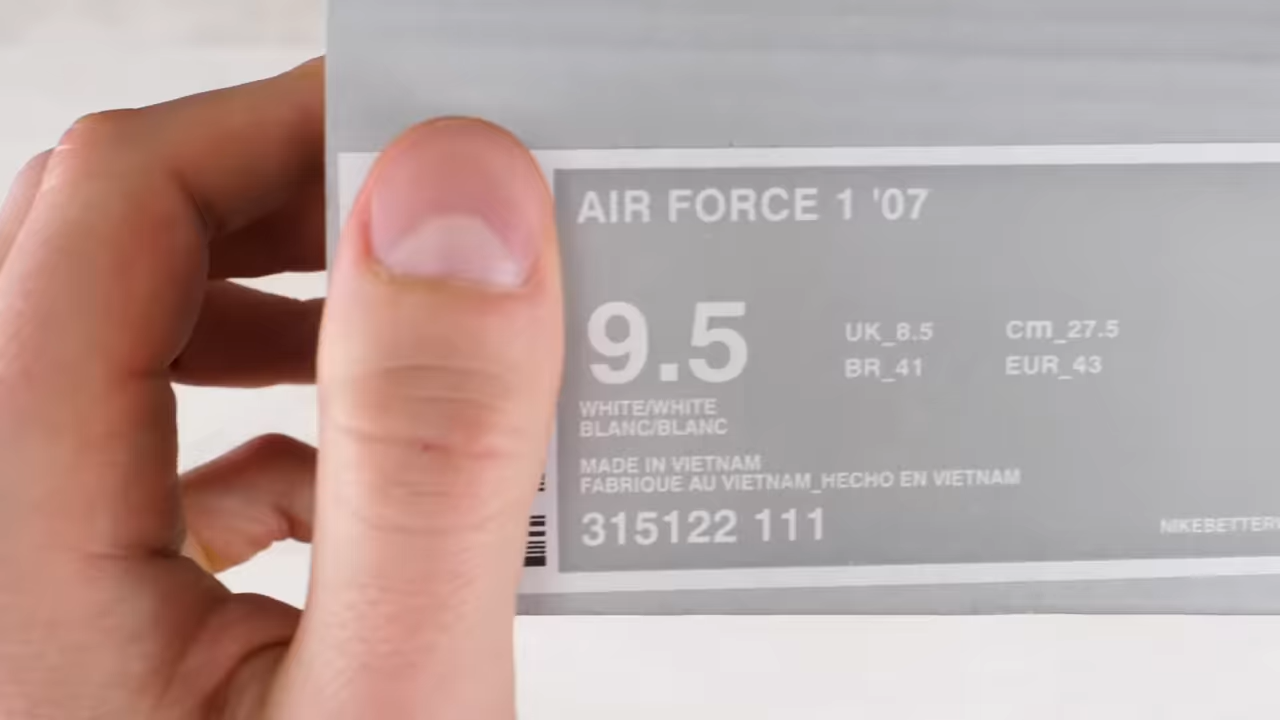 AIR FORCE 1 '07
9.5
UK_8.5
cm_27.5
BR_41
EUR_43
WHITE/WHITE
BLANC/BLANC
MADE IN VIETNAM
FABRIQUE AU VIETNAM_HECHO EN VIETNAM
315122 111